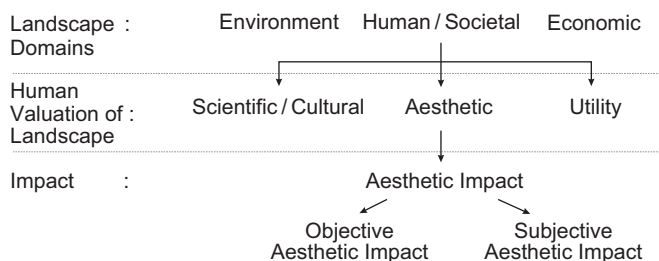 Landscape : Environment Human / Societal Economic
Domains
Human
Valuation of : Scientific / Cultural Aesthetic Utility
Landscape
Impact : Aesthetic Impact
Objective Subjective
Aesthetic Impact Aesthetic Impact